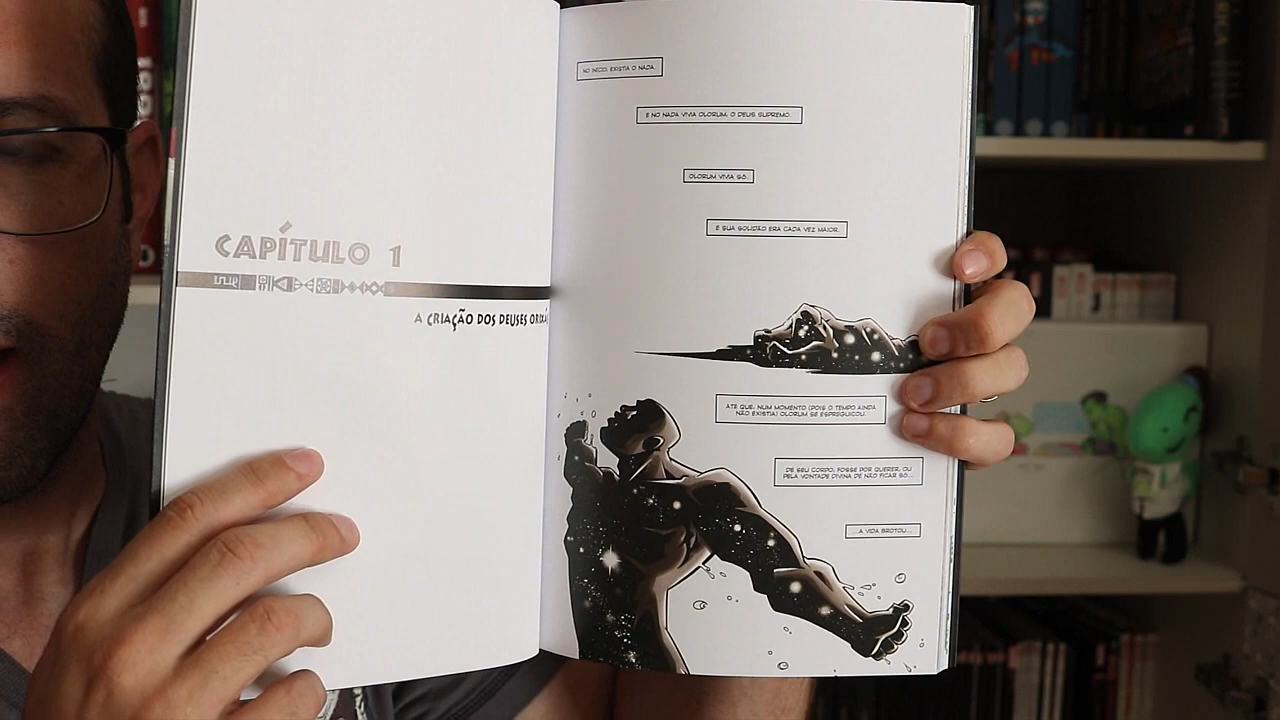 CAPÍTULO 1
A CRIAÇÃO DOS DEUSES ORIXÁ
NO INÍCIO, EXISTIA O NADA.
E NO NADA VIVIA OLORUM, O DEUS SUPREMO.
OLORUM VIVIA SÓ.
E SUA SOLIDÃO ERA CADA VEZ MAIOR.
ATÉ QUE, NUM MOMENTO (POIS O TEMPO AINDA
NÃO EXISTIA) OLORUM SE ESPREGUIÇOU.
DE SEU CORPO, FOSSE POR QUERER, OU
PELA VONTADE DIVINA DE NÃO FICAR SÓ...
...A VIDA BROTOU...